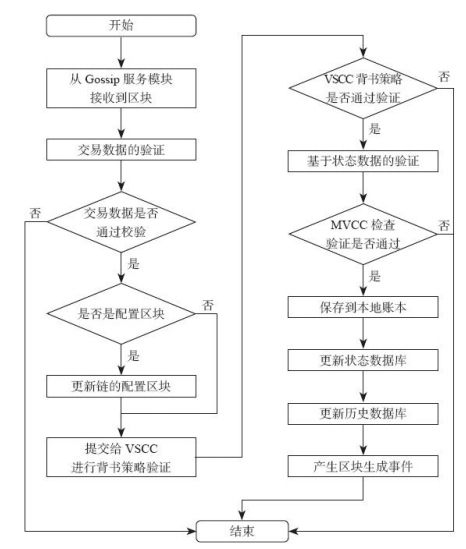 开始
从 Gossip 服务模块
接收到区块
交易数据的验证
交易数据是否
通过校验
否
是
是否是配置区块
否
是
更新链的配置区块
提交给 VSCC
进行背书策略验证
VSCC 背书策略
是否通过验证
否
是
基于状态数据的验证
MVCC 检查
验证是否通过
否
是
保存到本地账本
更新状态数据库
更新历史数据库
产生区块生成事件
结束